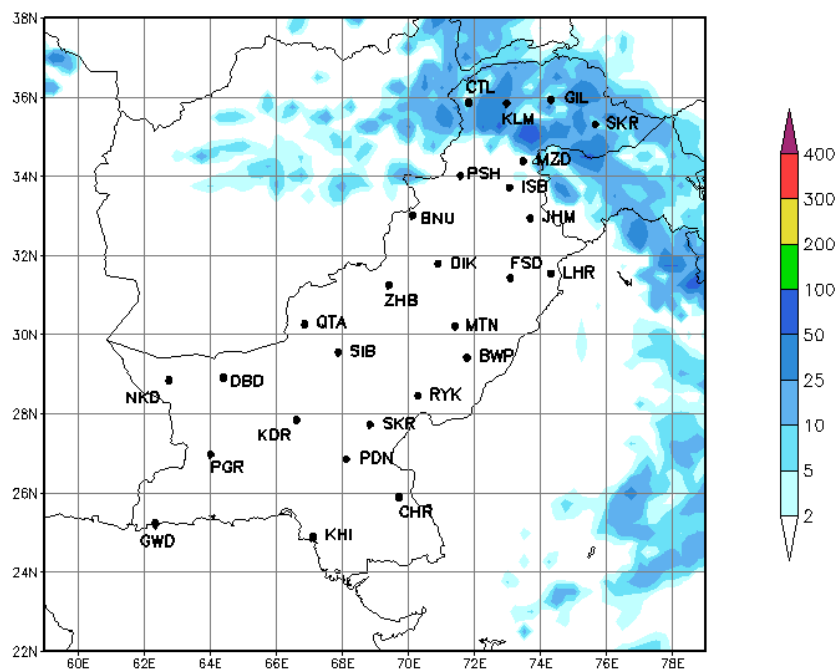 38N
36N
34N
32N
30N
28N
26N
24N
22N
CTL
KLM
GIL
SKR
MZD
PSH
ISB
BNU
JHM
DIK
FSD
LHR
ZHB
QTA
MTN
SIB
BWP
NKD
DBD
RYK
KDR
SKR
PGR
PDN
CHR
GWD
KHI
60E 62E 64E 66E 68E 70E 72E 74E 76E 78E
400
300
200
100
50
25
10
5
2